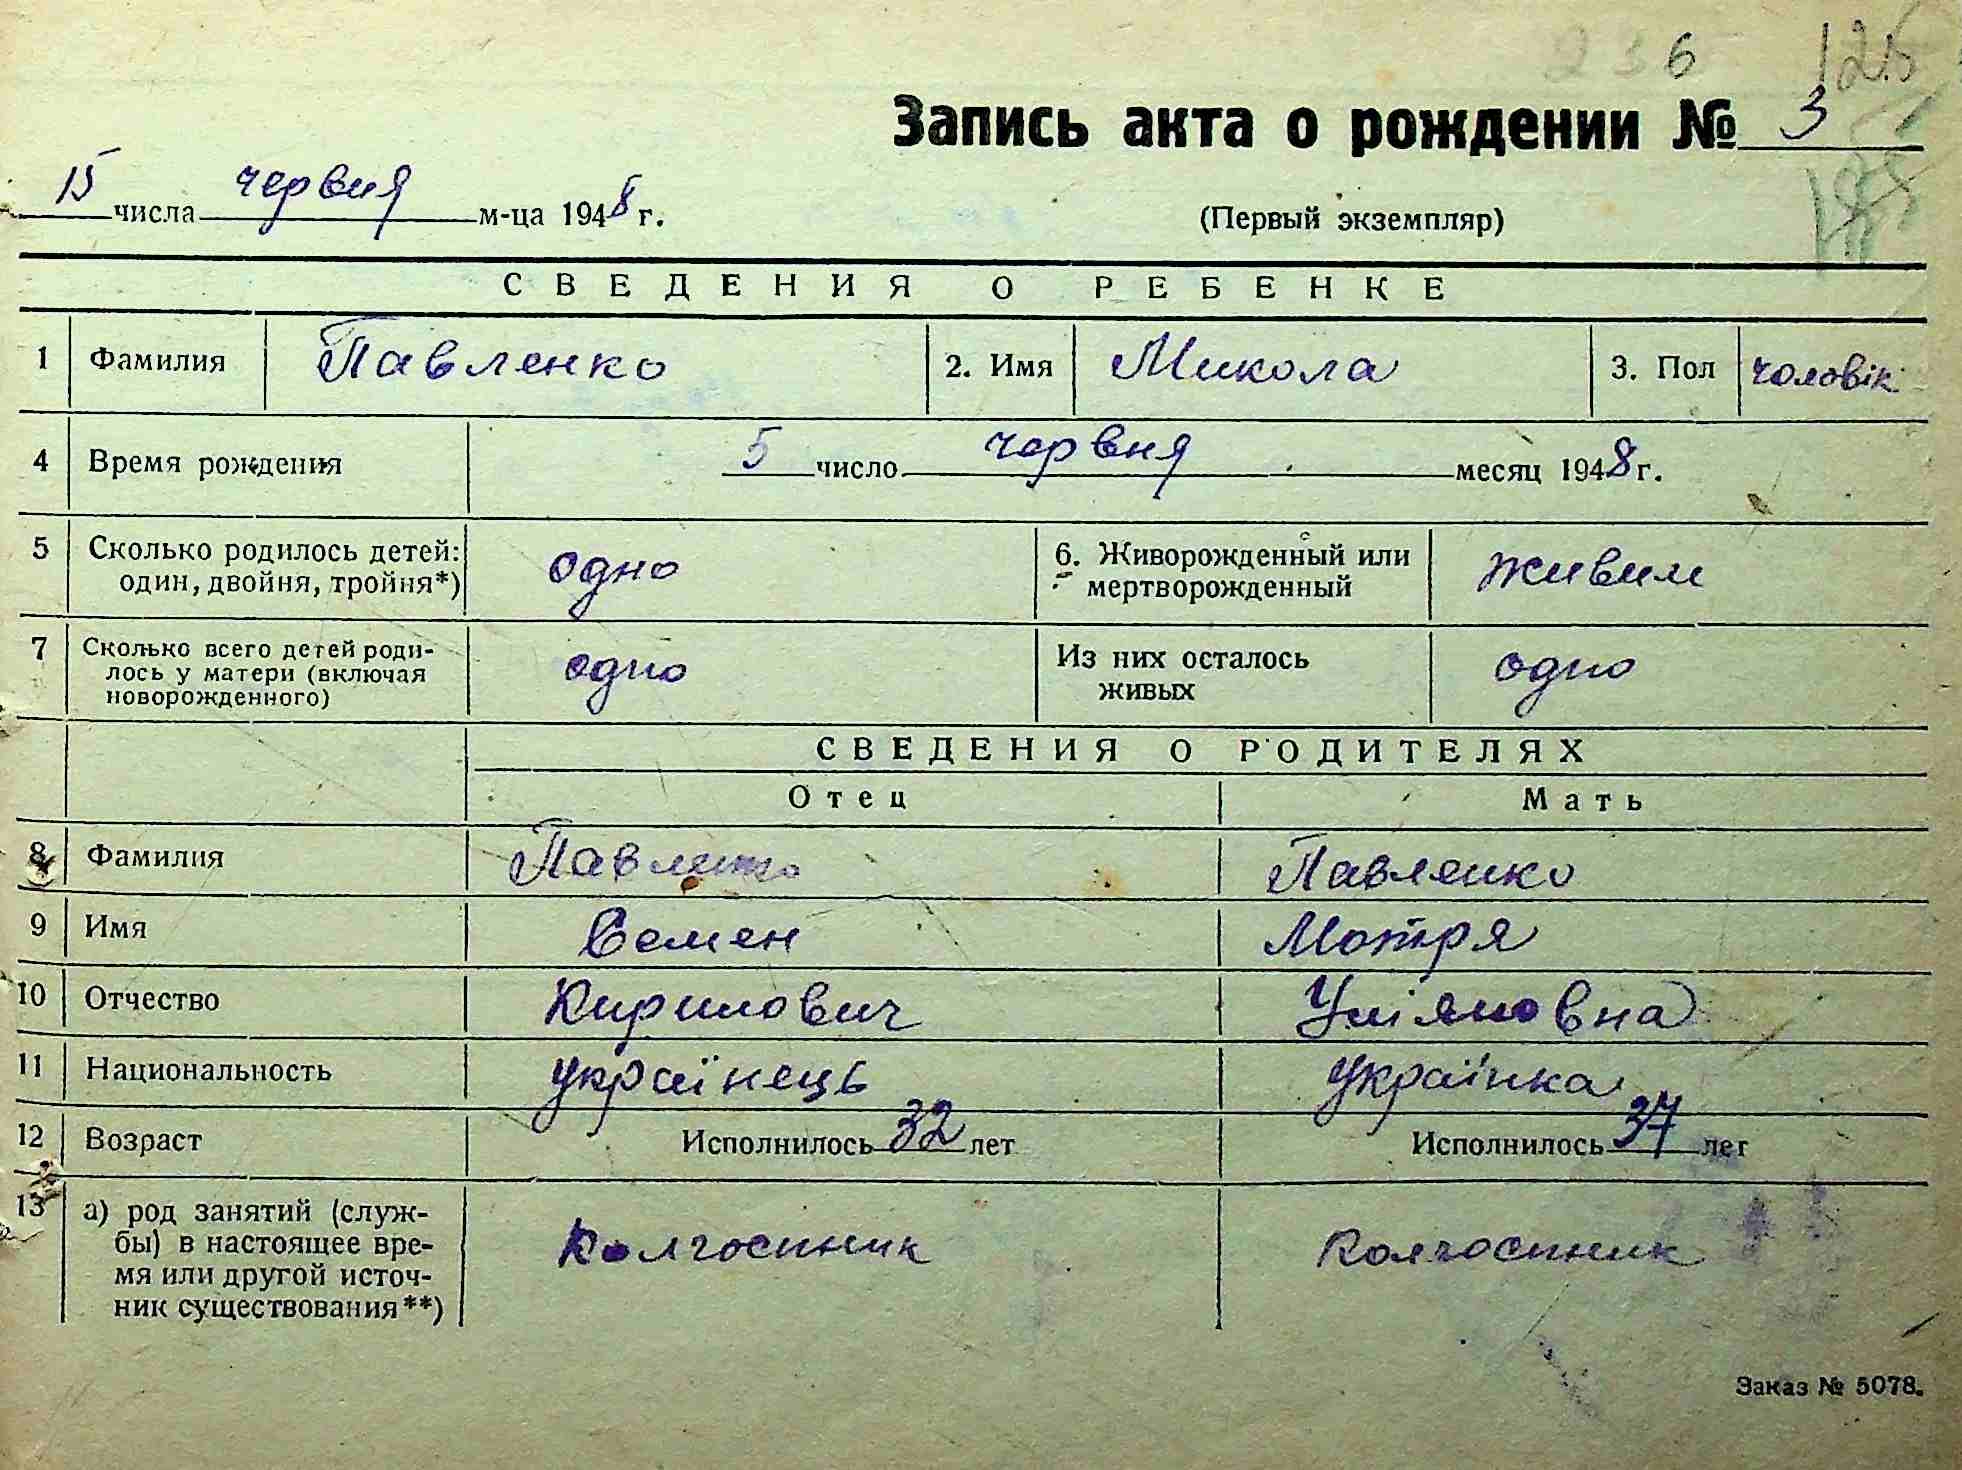 6 125
Запись акта о рождении № 3
15 числа червня м-ца 1948 г.
(Первый экземпляр)
СВЕДЕНИЯ О РЕБЕНКЕ
1 Фамилия Павленко 2. Имя Микола 3. Пол чоловік
4 Время рождения 5 число червня месяц 1948 г.
5 Сколько родилось детей: один, двойня, тройня*) одно 6. Живорожденный или мертворожденный живим
7 Сколько всего детей родилось у матери (включая новорожденного) одно Из них осталось живых одно
СВЕДЕНИЯ О РОДИТЕЛЯХ
Отец Мать
8 Фамилия Павленко Павленко
9 Имя Семен Мотря
10 Отчество Кирилович Уліяновна
11 Национальность українець українка
12 Возраст Исполнилось 32 лет Исполнилось 37 лет
13 а) род занятий (службы) в настоящее время или другой источник существования**) колгоспник колгоспник
Заказ № 5078.